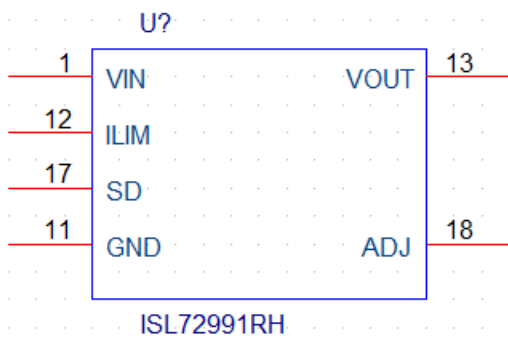 U?
1 VIN VOUT 13
12 ILIM
17 SD
11 GND ADJ 18
ISL72991RH